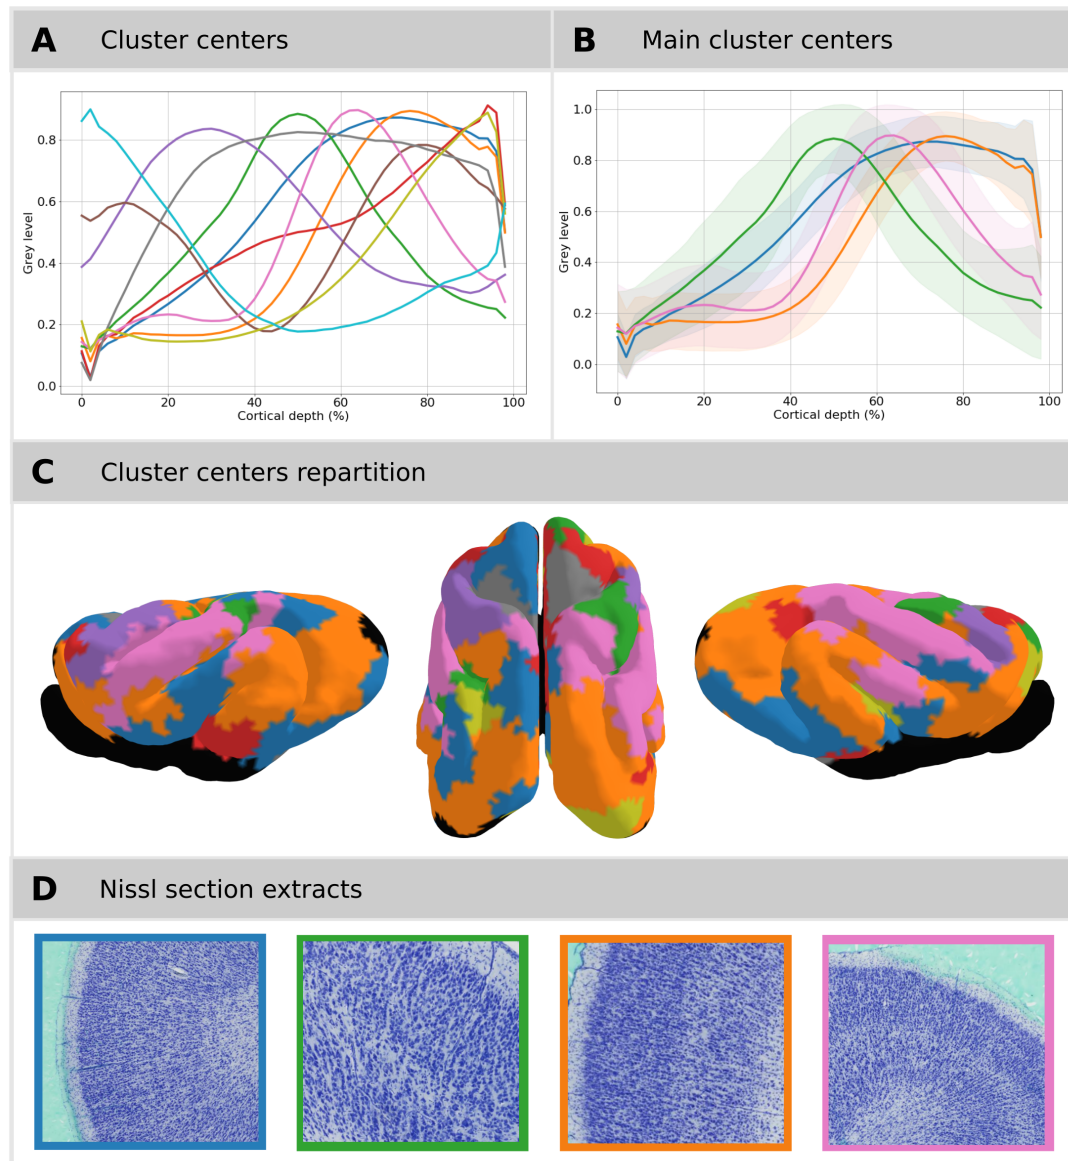 A Cluster centers
B Main cluster centers
0.8
0.6
0.4
0.2
0.0
Grey level
0 20 40 60 80 100
Cortical depth (%)
1.0
0.8
0.6
0.4
0.2
0.0
Grey level
0 20 40 60 80 100
Cortical depth (%)
C Cluster centers repartition
D Nissl section extracts